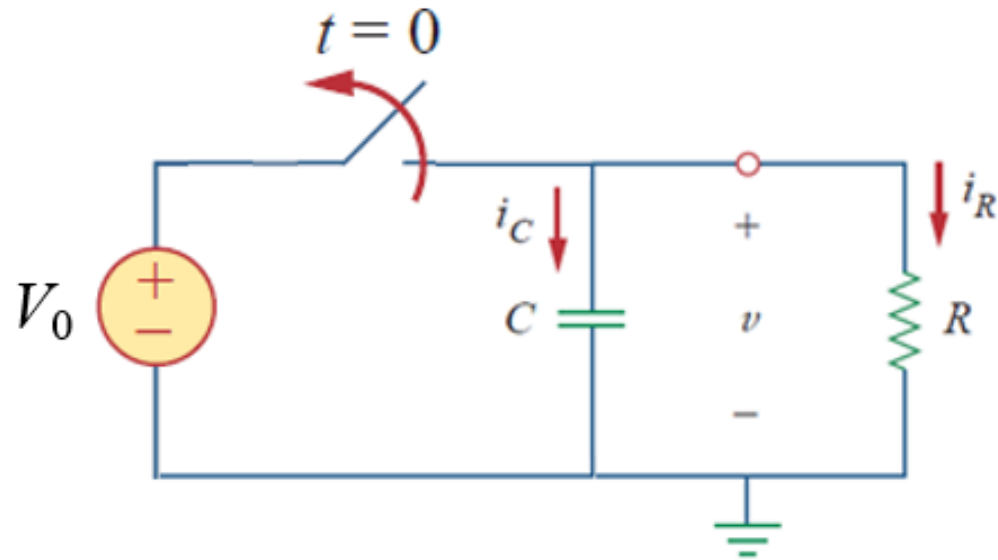 t = 0
i_C
i_R
+
+
V_0
−
C
v
R
−